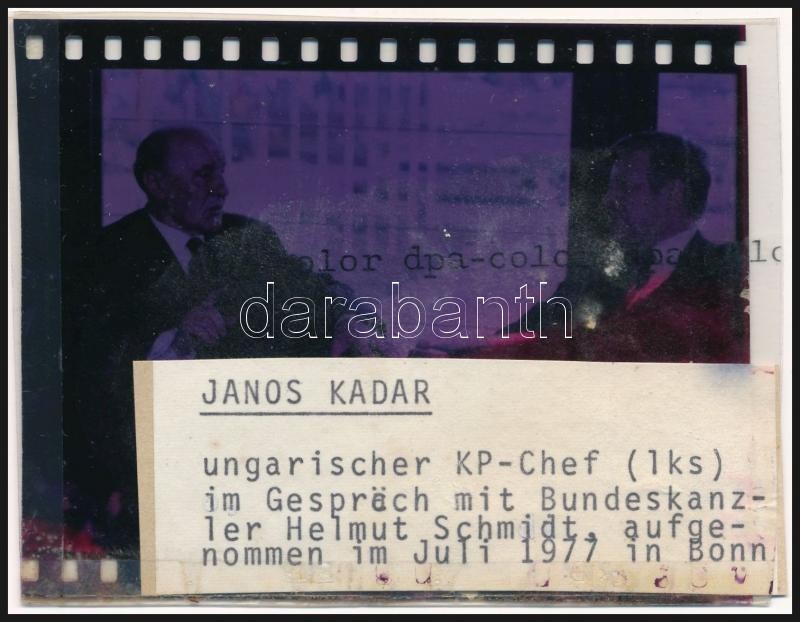 color dpa-color dpa-color
darabanth
JANOS KADAR
ungarischer KP-Chef (lks)
im Gespräch mit Bundeskanz-
ler Helmut Schmidt, aufge-
nommen im Juli 1977 in Bonn